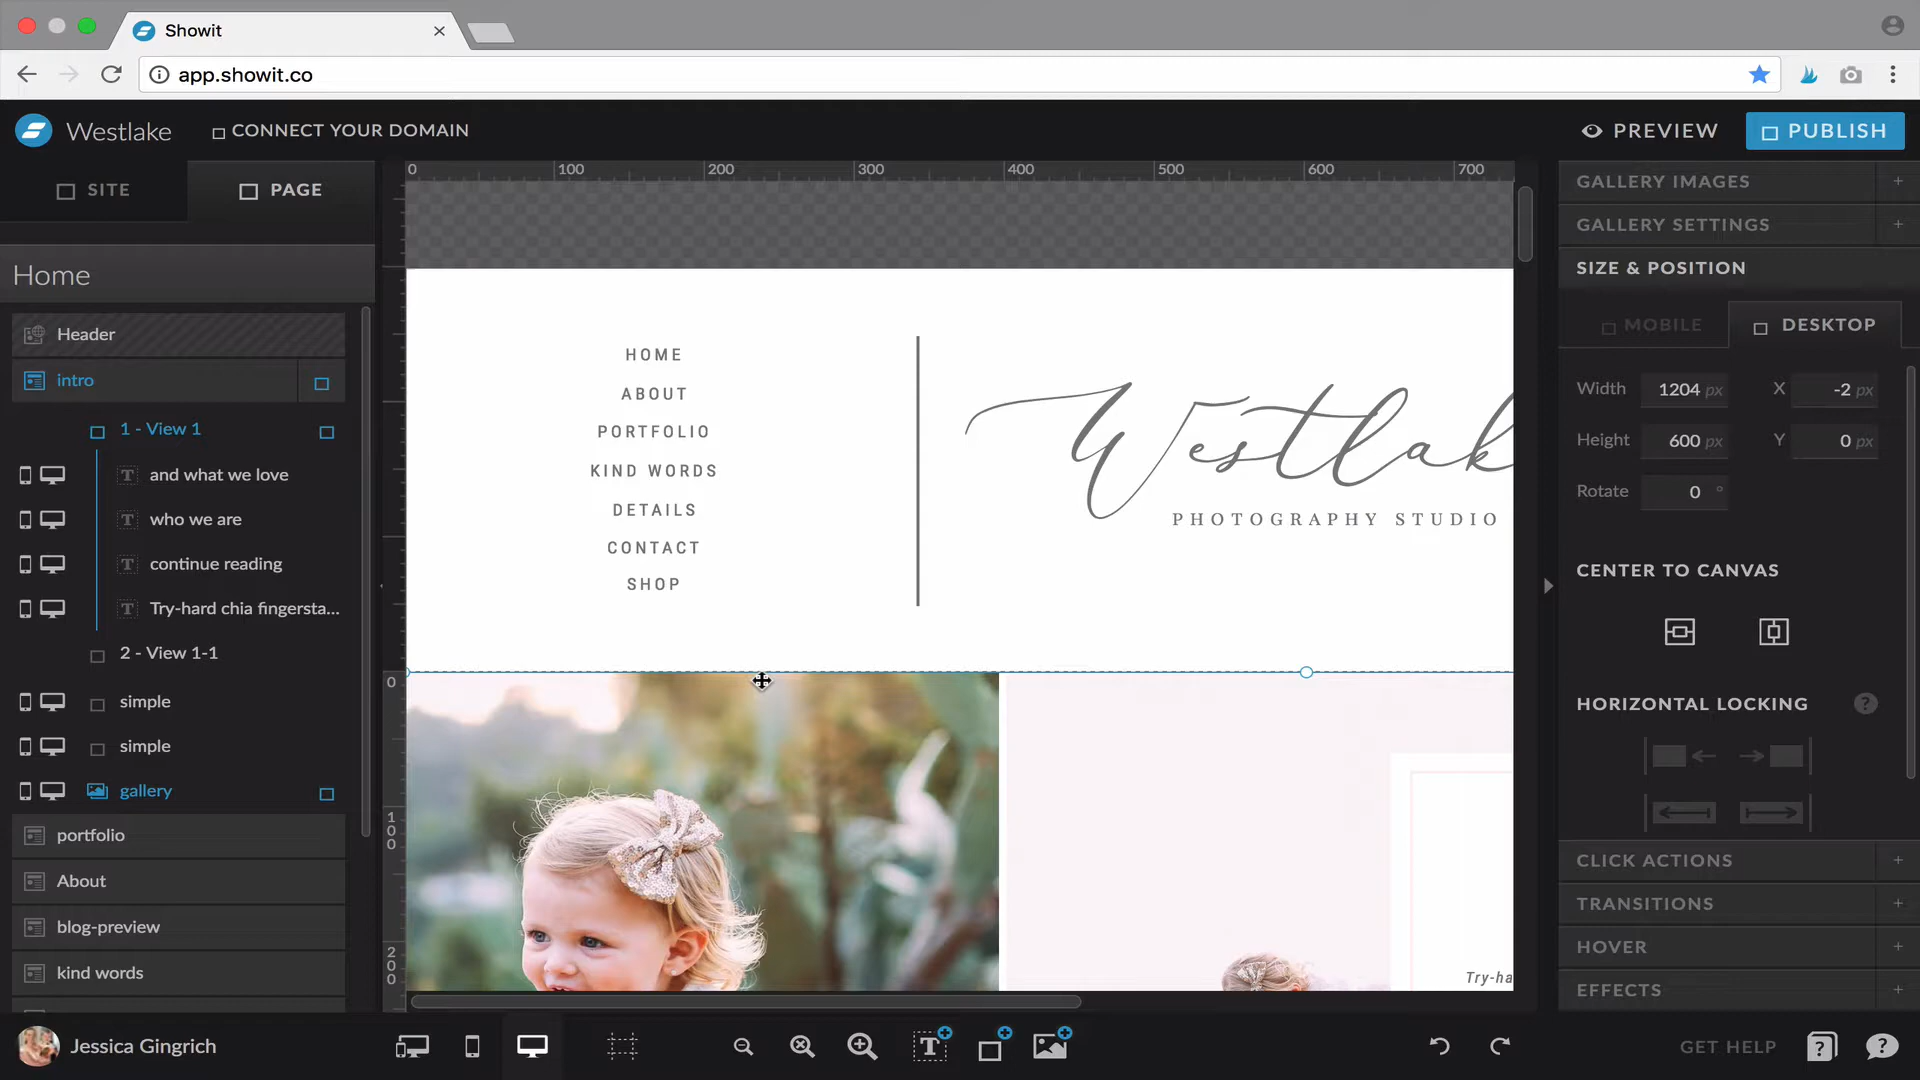 Showit
app.showit.co
Westlake
CONNECT YOUR DOMAIN
PREVIEW
PUBLISH
SITE
PAGE
Home
Header
intro
1 - View 1
and what we love
who we are
continue reading
Try-hard chia fingersta...
2 - View 1-1
simple
simple
gallery
portfolio
About
blog-preview
kind words
0 100 200 300 400 500 600 700
HOME
ABOUT
PORTFOLIO
KIND WORDS
DETAILS
CONTACT
SHOP
Westlak
PHOTOGRAPHY STUDIO
0
100
200
Try-ha
GALLERY IMAGES +
GALLERY SETTINGS +
SIZE & POSITION
MOBILE
DESKTOP
Width 1204 px X -2 px
Height 600 px Y 0 px
Rotate 0 °
CENTER TO CANVAS
HORIZONTAL LOCKING ?
CLICK ACTIONS +
TRANSITIONS +
HOVER +
EFFECTS +
Jessica Gingrich
T
GET HELP ? ?